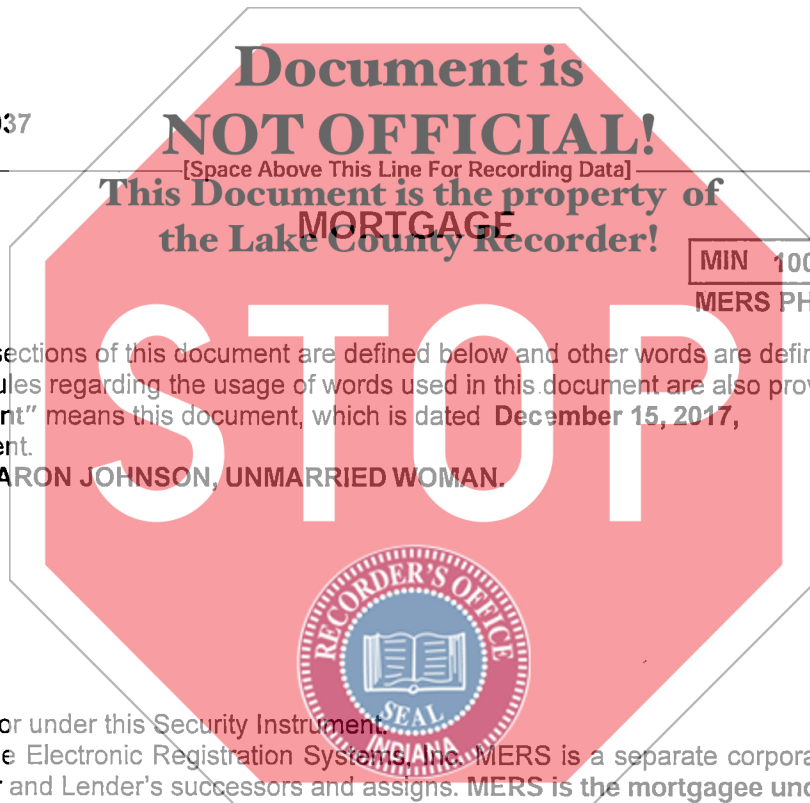 Document is
037
NOT OFFICIAL!
[Space Above This Line For Recording Data]
This Document is the property of
MORTGAGE
the Lake County Recorder!
MIN 100
MERS PH
STOP
sections of this document are defined below and other words are defin
ules regarding the usage of words used in this document are also prov
nt" means this document, which is dated December 15, 2017,
ent.
ARON JOHNSON, UNMARRIED WOMAN.
RECORDER'S OFFICE
SEAL
INDIANA
or under this Security Instrument.
e Electronic Registration Systems, Inc. MERS is a separate corpora
r and Lender's successors and assigns. MERS is the mortgagee und